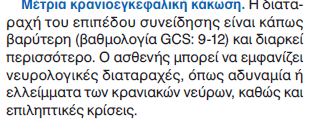 Μέτρια κρανιοεγκεφαλική κάκωση. Η διατα-
ραχή του επιπέδου συνείδησης είναι κάπως
βαρύτερη (βαθμολογία GCS: 9-12) και διαρκεί
περισσότερο. Ο ασθενής μπορεί να εμφανίζει
νευρολογικές διαταραχές, όπως αδυναμία ή
ελλείμματα των κρανιακών νεύρων, καθώς και
επιληπτικές κρίσεις.